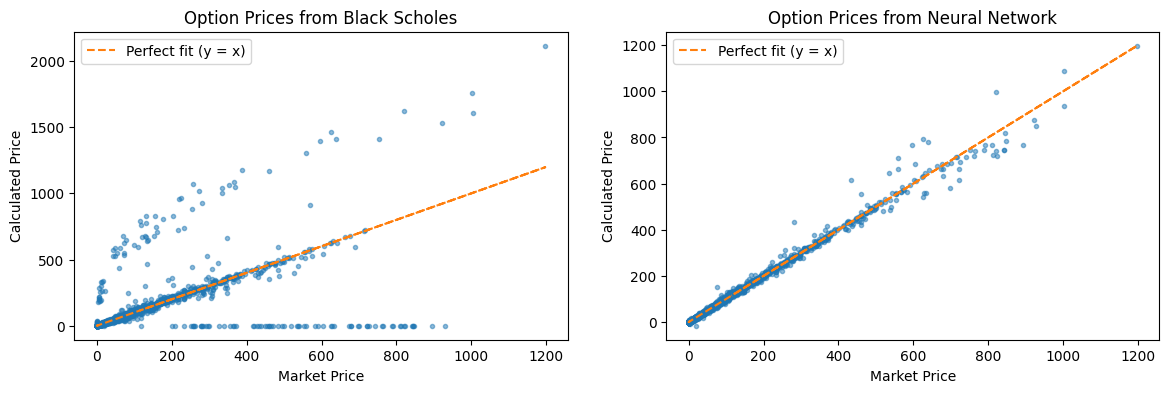 Option Prices from Black Scholes
Perfect fit (y = x)
2000
1500
1000
500
0
Calculated Price
0 200 400 600 800 1000 1200
Market Price
Option Prices from Neural Network
Perfect fit (y = x)
1200
1000
800
600
400
200
0
Calculated Price
0 200 400 600 800 1000 1200
Market Price